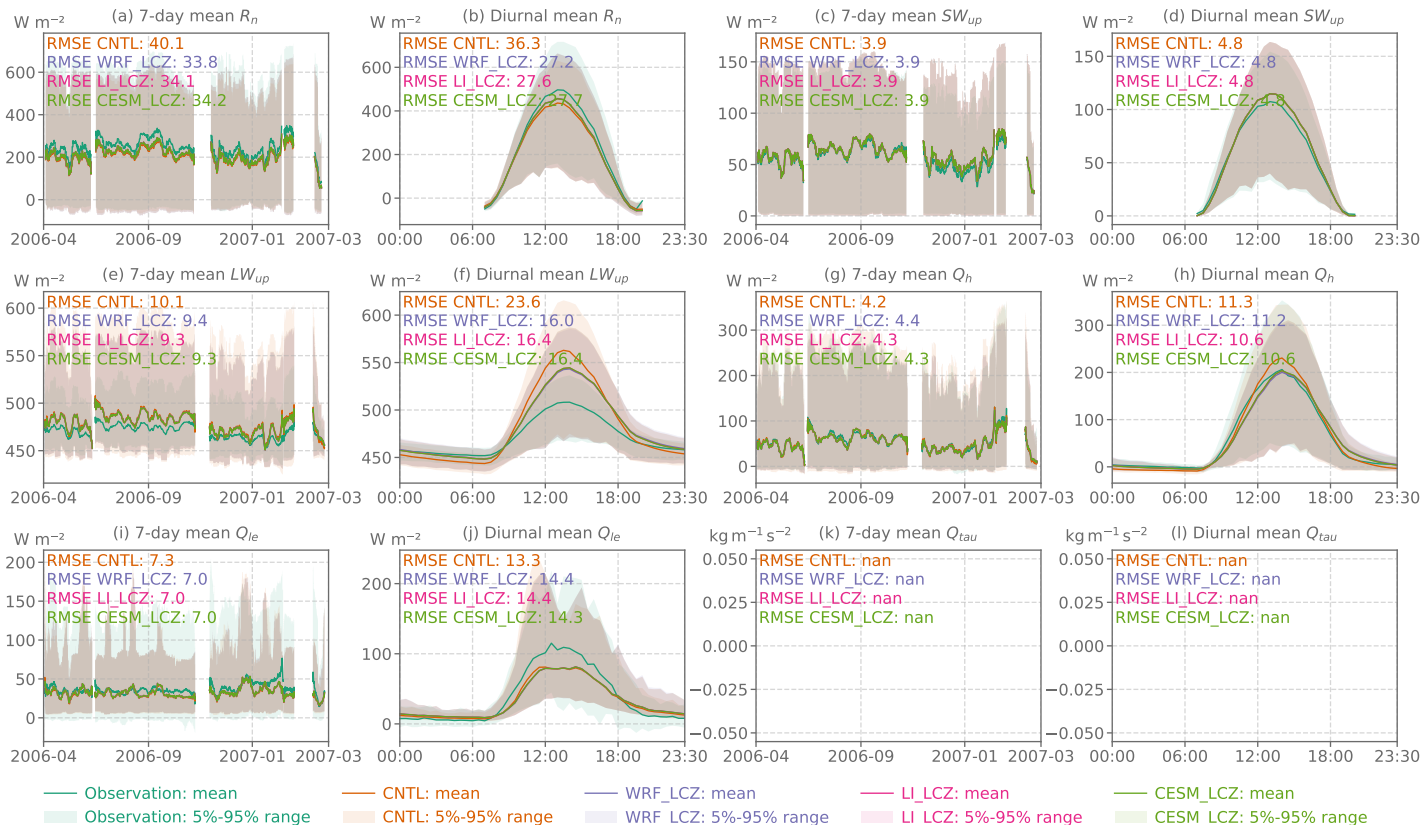 W m⁻² (a) 7-day mean Rₙ
RMSE CNTL: 40.1
RMSE WRF_LCZ: 33.8
RMSE LI_LCZ: 34.1
RMSE CESM_LCZ: 34.2
600
400
200
0
2006-04 2006-09 2007-01 2007-03
W m⁻² (b) Diurnal mean Rₙ
RMSE CNTL: 36.3
RMSE WRF_LCZ: 27.2
RMSE LI_LCZ: 27.6
RMSE CESM_LCZ: 27.7
600
400
200
0
00:00 06:00 12:00 18:00 23:30
W m⁻² (c) 7-day mean SW_up
RMSE CNTL: 3.9
RMSE WRF_LCZ: 3.9
RMSE LI_LCZ: 3.9
RMSE CESM_LCZ: 3.9
150
100
50
0
2006-04 2006-09 2007-01 2007-03
W m⁻² (d) Diurnal mean SW_up
RMSE CNTL: 4.8
RMSE WRF_LCZ: 4.8
RMSE LI_LCZ: 4.8
RMSE CESM_LCZ: 4.8
150
100
50
0
00:00 06:00 12:00 18:00 23:30
W m⁻² (e) 7-day mean LW_up
RMSE CNTL: 10.1
RMSE WRF_LCZ: 9.4
RMSE LI_LCZ: 9.3
RMSE CESM_LCZ: 9.3
600
550
500
450
2006-04 2006-09 2007-01 2007-03
W m⁻² (f) Diurnal mean LW_up
RMSE CNTL: 23.6
RMSE WRF_LCZ: 16.0
RMSE LI_LCZ: 16.4
RMSE CESM_LCZ: 16.4
600
550
500
450
00:00 06:00 12:00 18:00 23:30
W m⁻² (g) 7-day mean Q_h
RMSE CNTL: 4.2
RMSE WRF_LCZ: 4.4
RMSE LI_LCZ: 4.3
RMSE CESM_LCZ: 4.3
300
200
100
0
2006-04 2006-09 2007-01 2007-03
W m⁻² (h) Diurnal mean Q_h
RMSE CNTL: 11.3
RMSE WRF_LCZ: 11.2
RMSE LI_LCZ: 10.6
RMSE CESM_LCZ: 10.6
300
200
100
0
00:00 06:00 12:00 18:00 23:30
W m⁻² (i) 7-day mean Q_le
RMSE CNTL: 7.3
RMSE WRF_LCZ: 7.0
RMSE LI_LCZ: 7.0
RMSE CESM_LCZ: 7.0
200
150
100
50
0
2006-04 2006-09 2007-01 2007-03
W m⁻² (j) Diurnal mean Q_le
RMSE CNTL: 13.3
RMSE WRF_LCZ: 14.4
RMSE LI_LCZ: 14.4
RMSE CESM_LCZ: 14.3
200
100
0
00:00 06:00 12:00 18:00 23:30
kg m⁻¹ s⁻² (k) 7-day mean Q_tau
RMSE CNTL: nan
RMSE WRF_LCZ: nan
RMSE LI_LCZ: nan
RMSE CESM_LCZ: nan
0.050
0.025
0.000
−0.025
−0.050
2006-04 2006-09 2007-01 2007-03
kg m⁻¹ s⁻² (l) Diurnal mean Q_tau
RMSE CNTL: nan
RMSE WRF_LCZ: nan
RMSE LI_LCZ: nan
RMSE CESM_LCZ: nan
0.050
0.025
0.000
−0.025
−0.050
00:00 06:00 12:00 18:00 23:30
Observation: mean CNTL: mean WRF_LCZ: mean LI_LCZ: mean CESM_LCZ: mean
Observation: 5%-95% range CNTL: 5%-95% range WRF_LCZ: 5%-95% range LI_LCZ: 5%-95% range CESM_LCZ: 5%-95% range